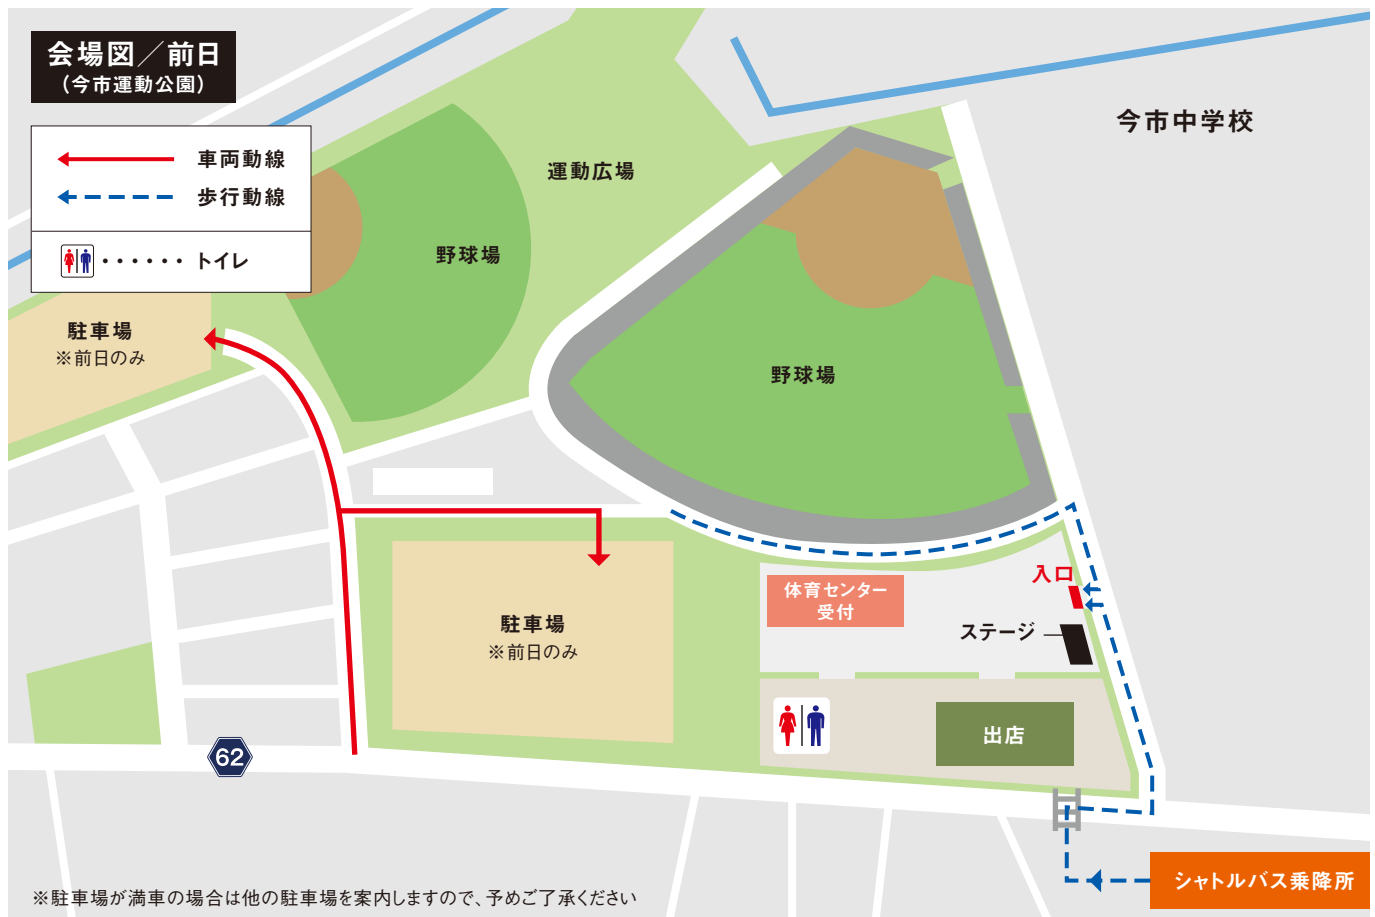 会場図／前日
（今市運動公園）
車両動線
歩行動線
・・・・・・ トイレ
今市中学校
運動広場
野球場
野球場
駐車場
※前日のみ
入口
体育センター
受付
ステージ
駐車場
※前日のみ
出店
62
シャトルバス乗降所
※駐車場が満車の場合は他の駐車場を案内しますので、予めご了承ください